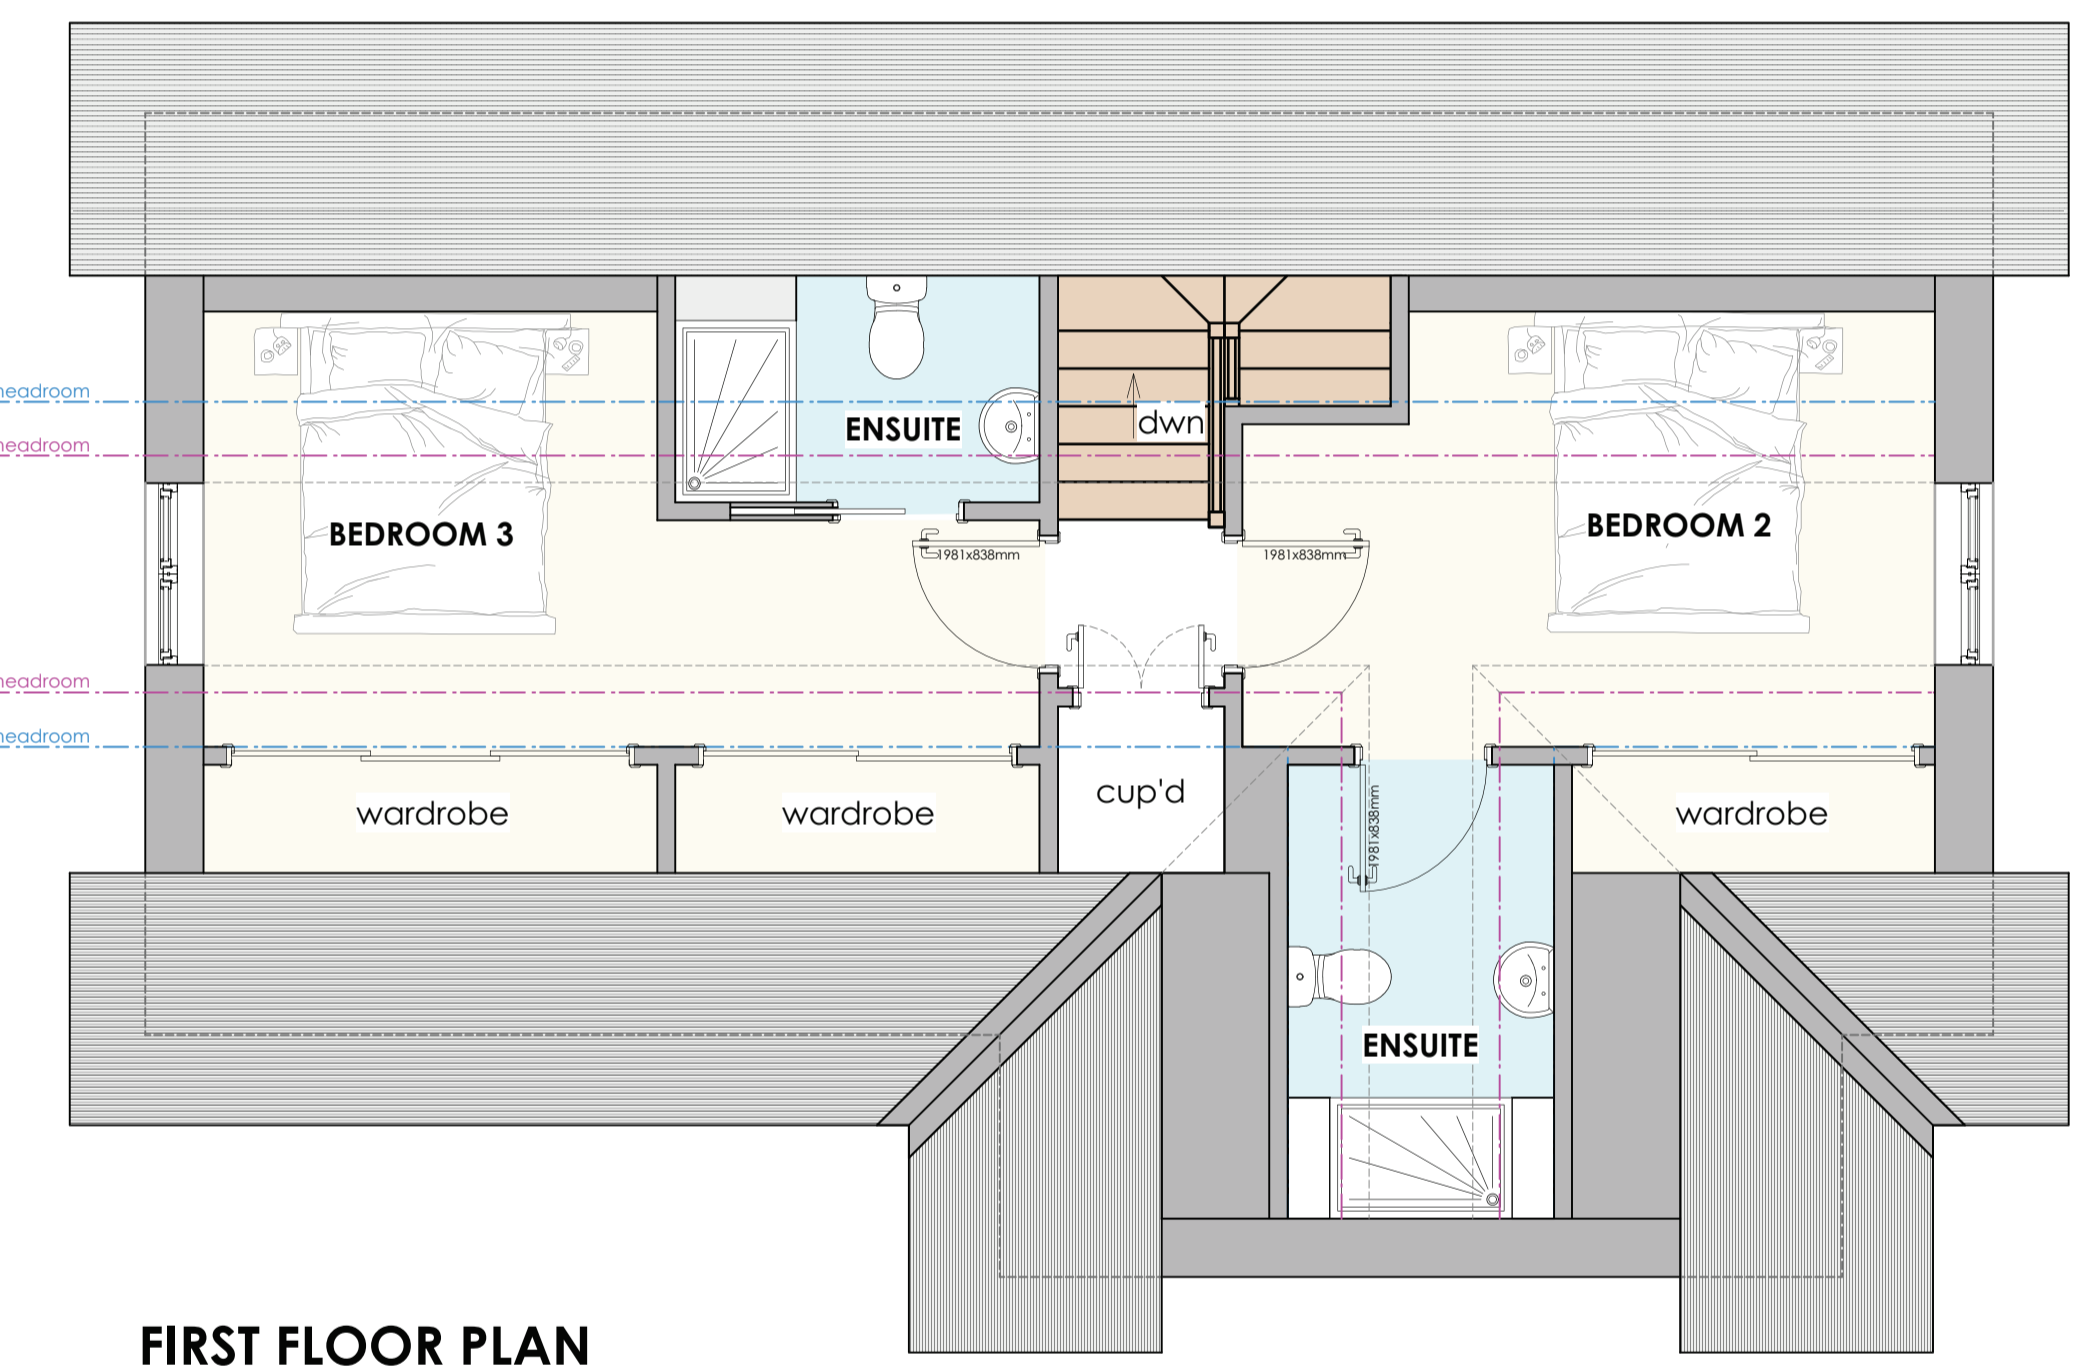 headroom
ENSUITE
dwn
headroom
BEDROOM 3
BEDROOM 2
1981x838mm
1981x838mm
headroom
headroom
wardrobe
wardrobe
cup'd
1981x838mm
wardrobe
ENSUITE
FIRST FLOOR PLAN